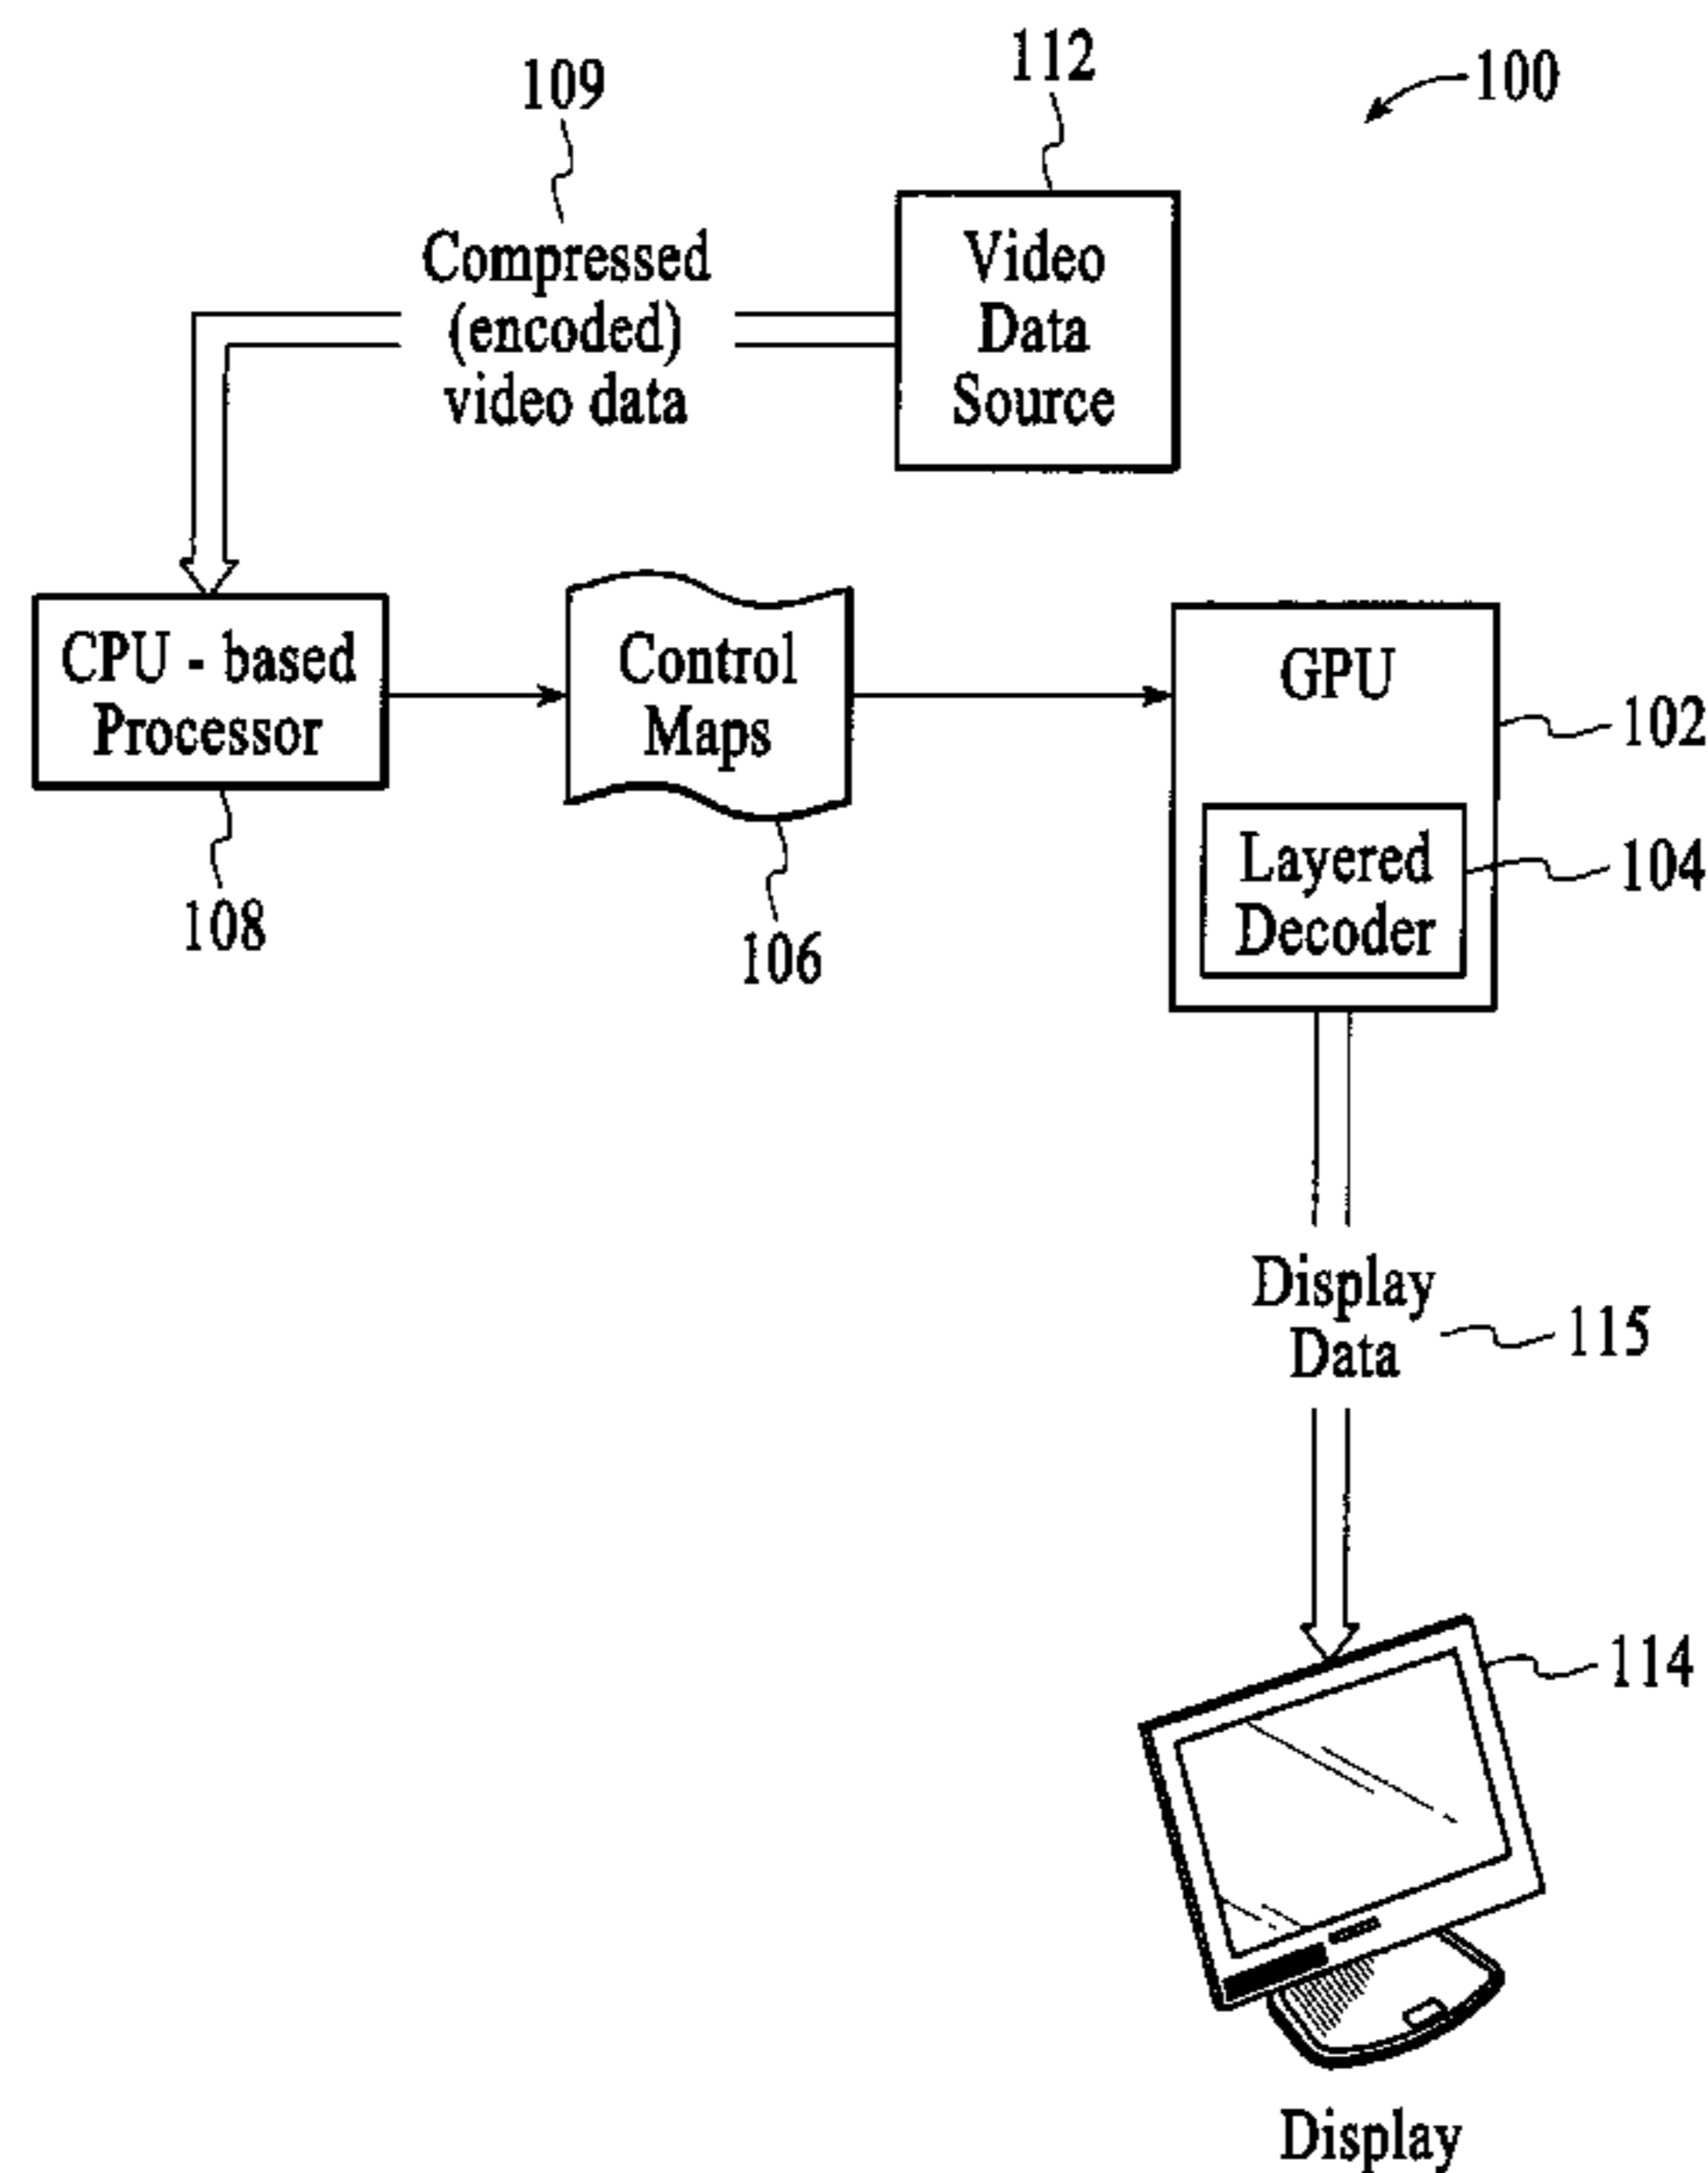 109
112
100
Compressed
(encoded)
video data
Video
Data
Source
CPU - based
Processor
Control
Maps
GPU
102
Layered
Decoder
104
108
106
Display
Data
115
114
Display